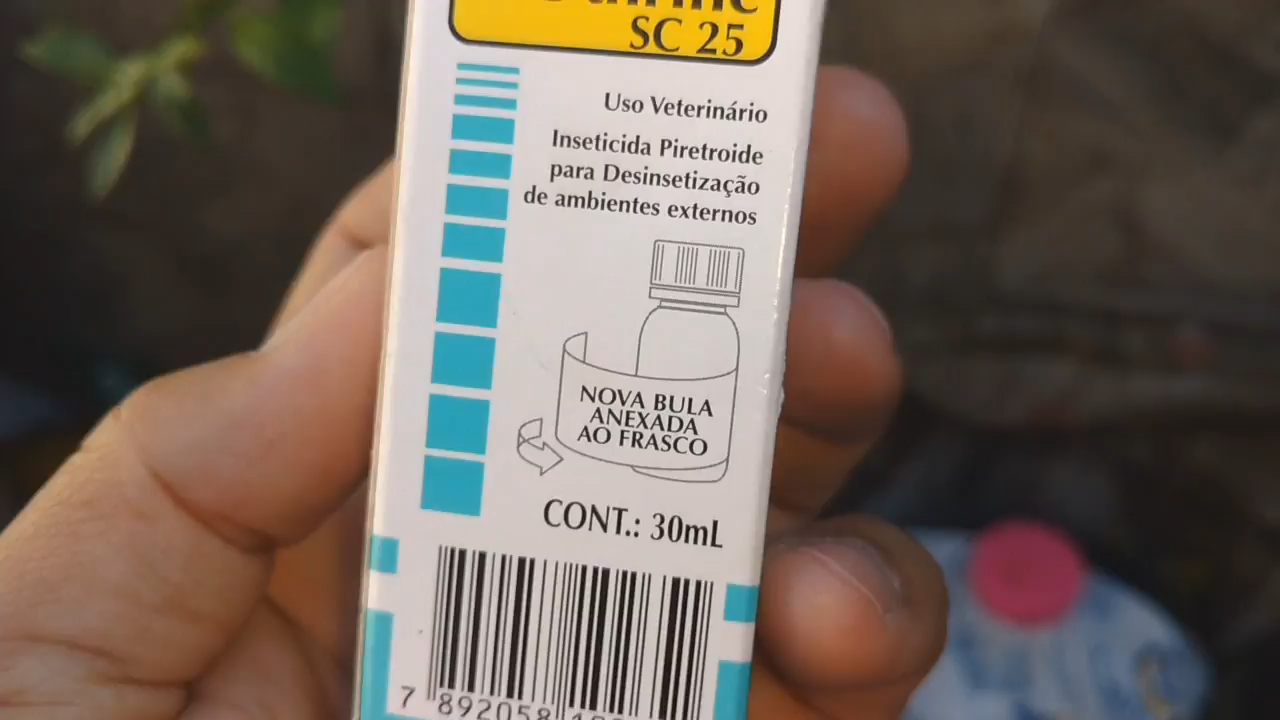 SC 25
Uso Veterinário
Inseticida Piretroide
para Desinsetização
de ambientes externos
NOVA BULA
ANEXADA
AO FRASCO
CONT.: 30mL
7 892058